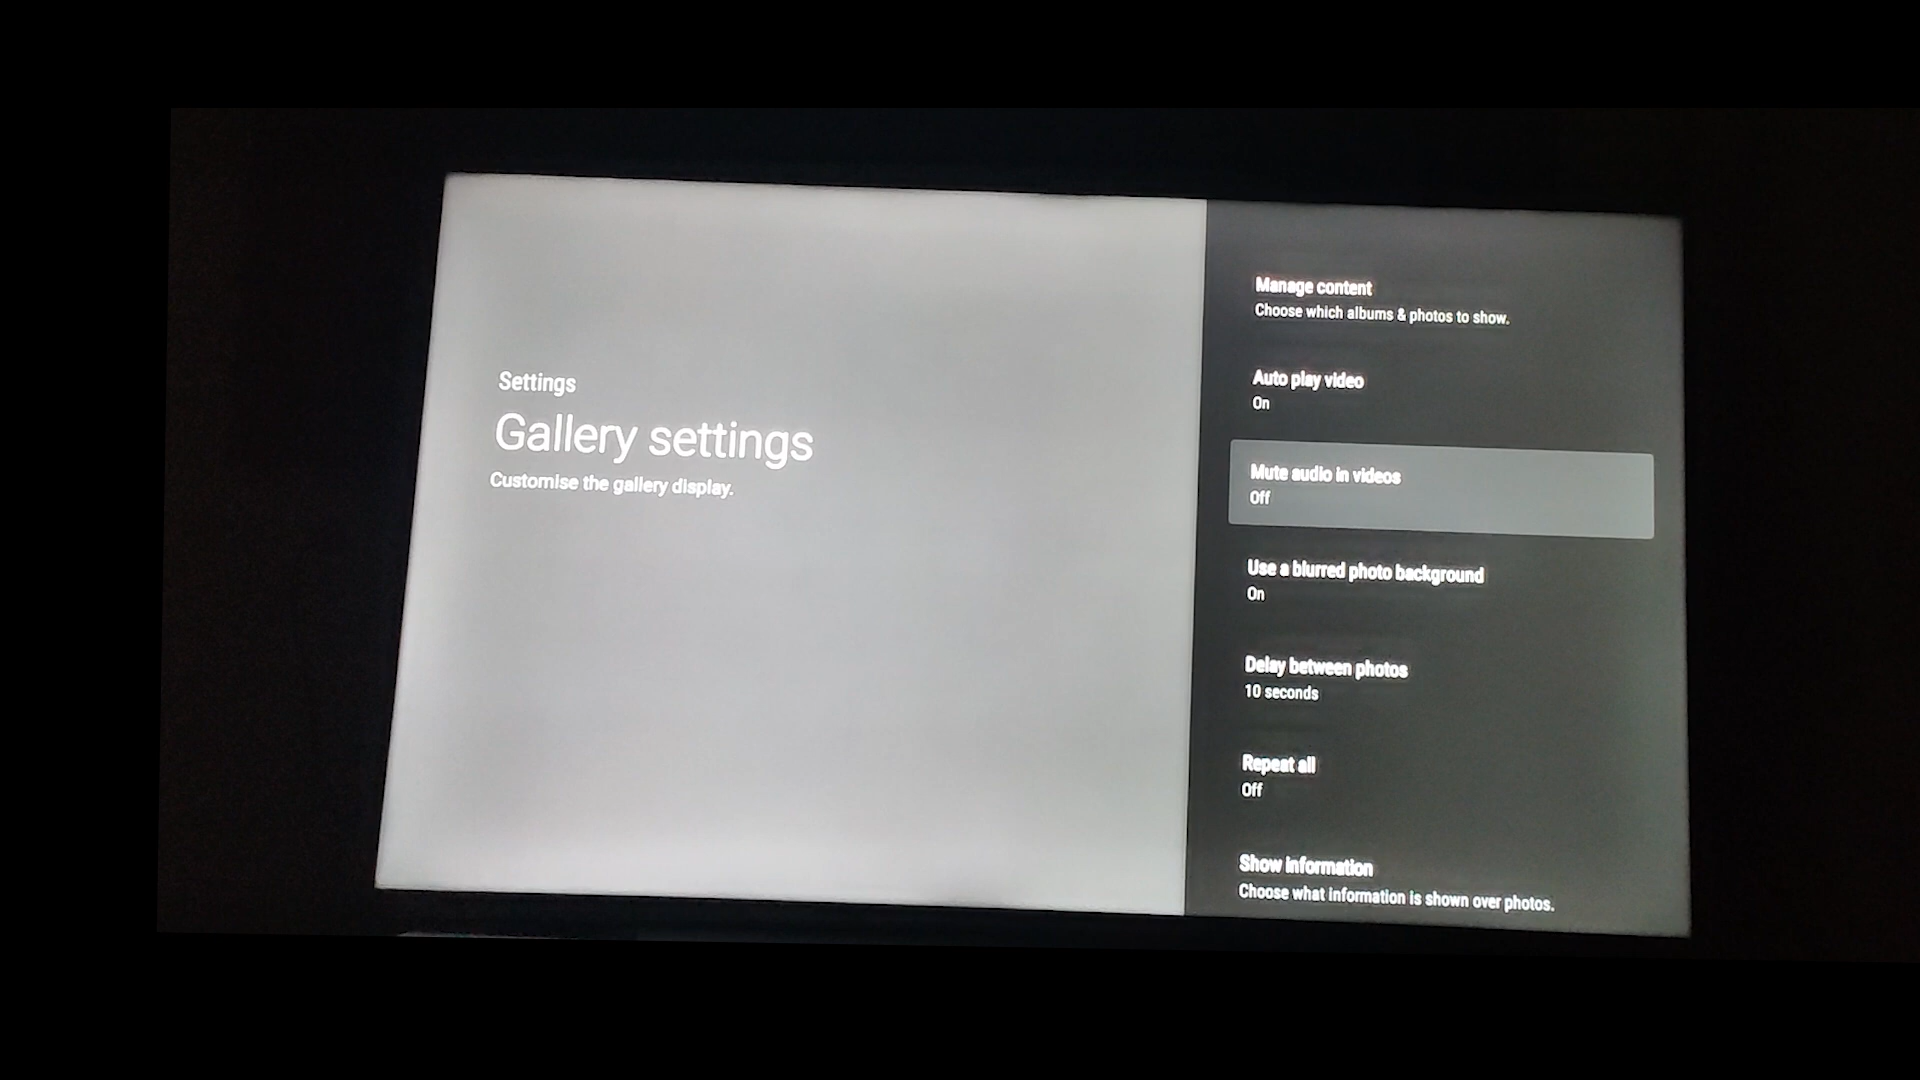 Settings
Gallery settings
Customise the gallery display.
Manage content
Choose which albums & photos to show.
Auto play video
On
Mute audio in videos
Off
Use a blurred photo background
On
Delay between photos
10 seconds
Repeat all
Off
Show information
Choose what information is shown over photos.